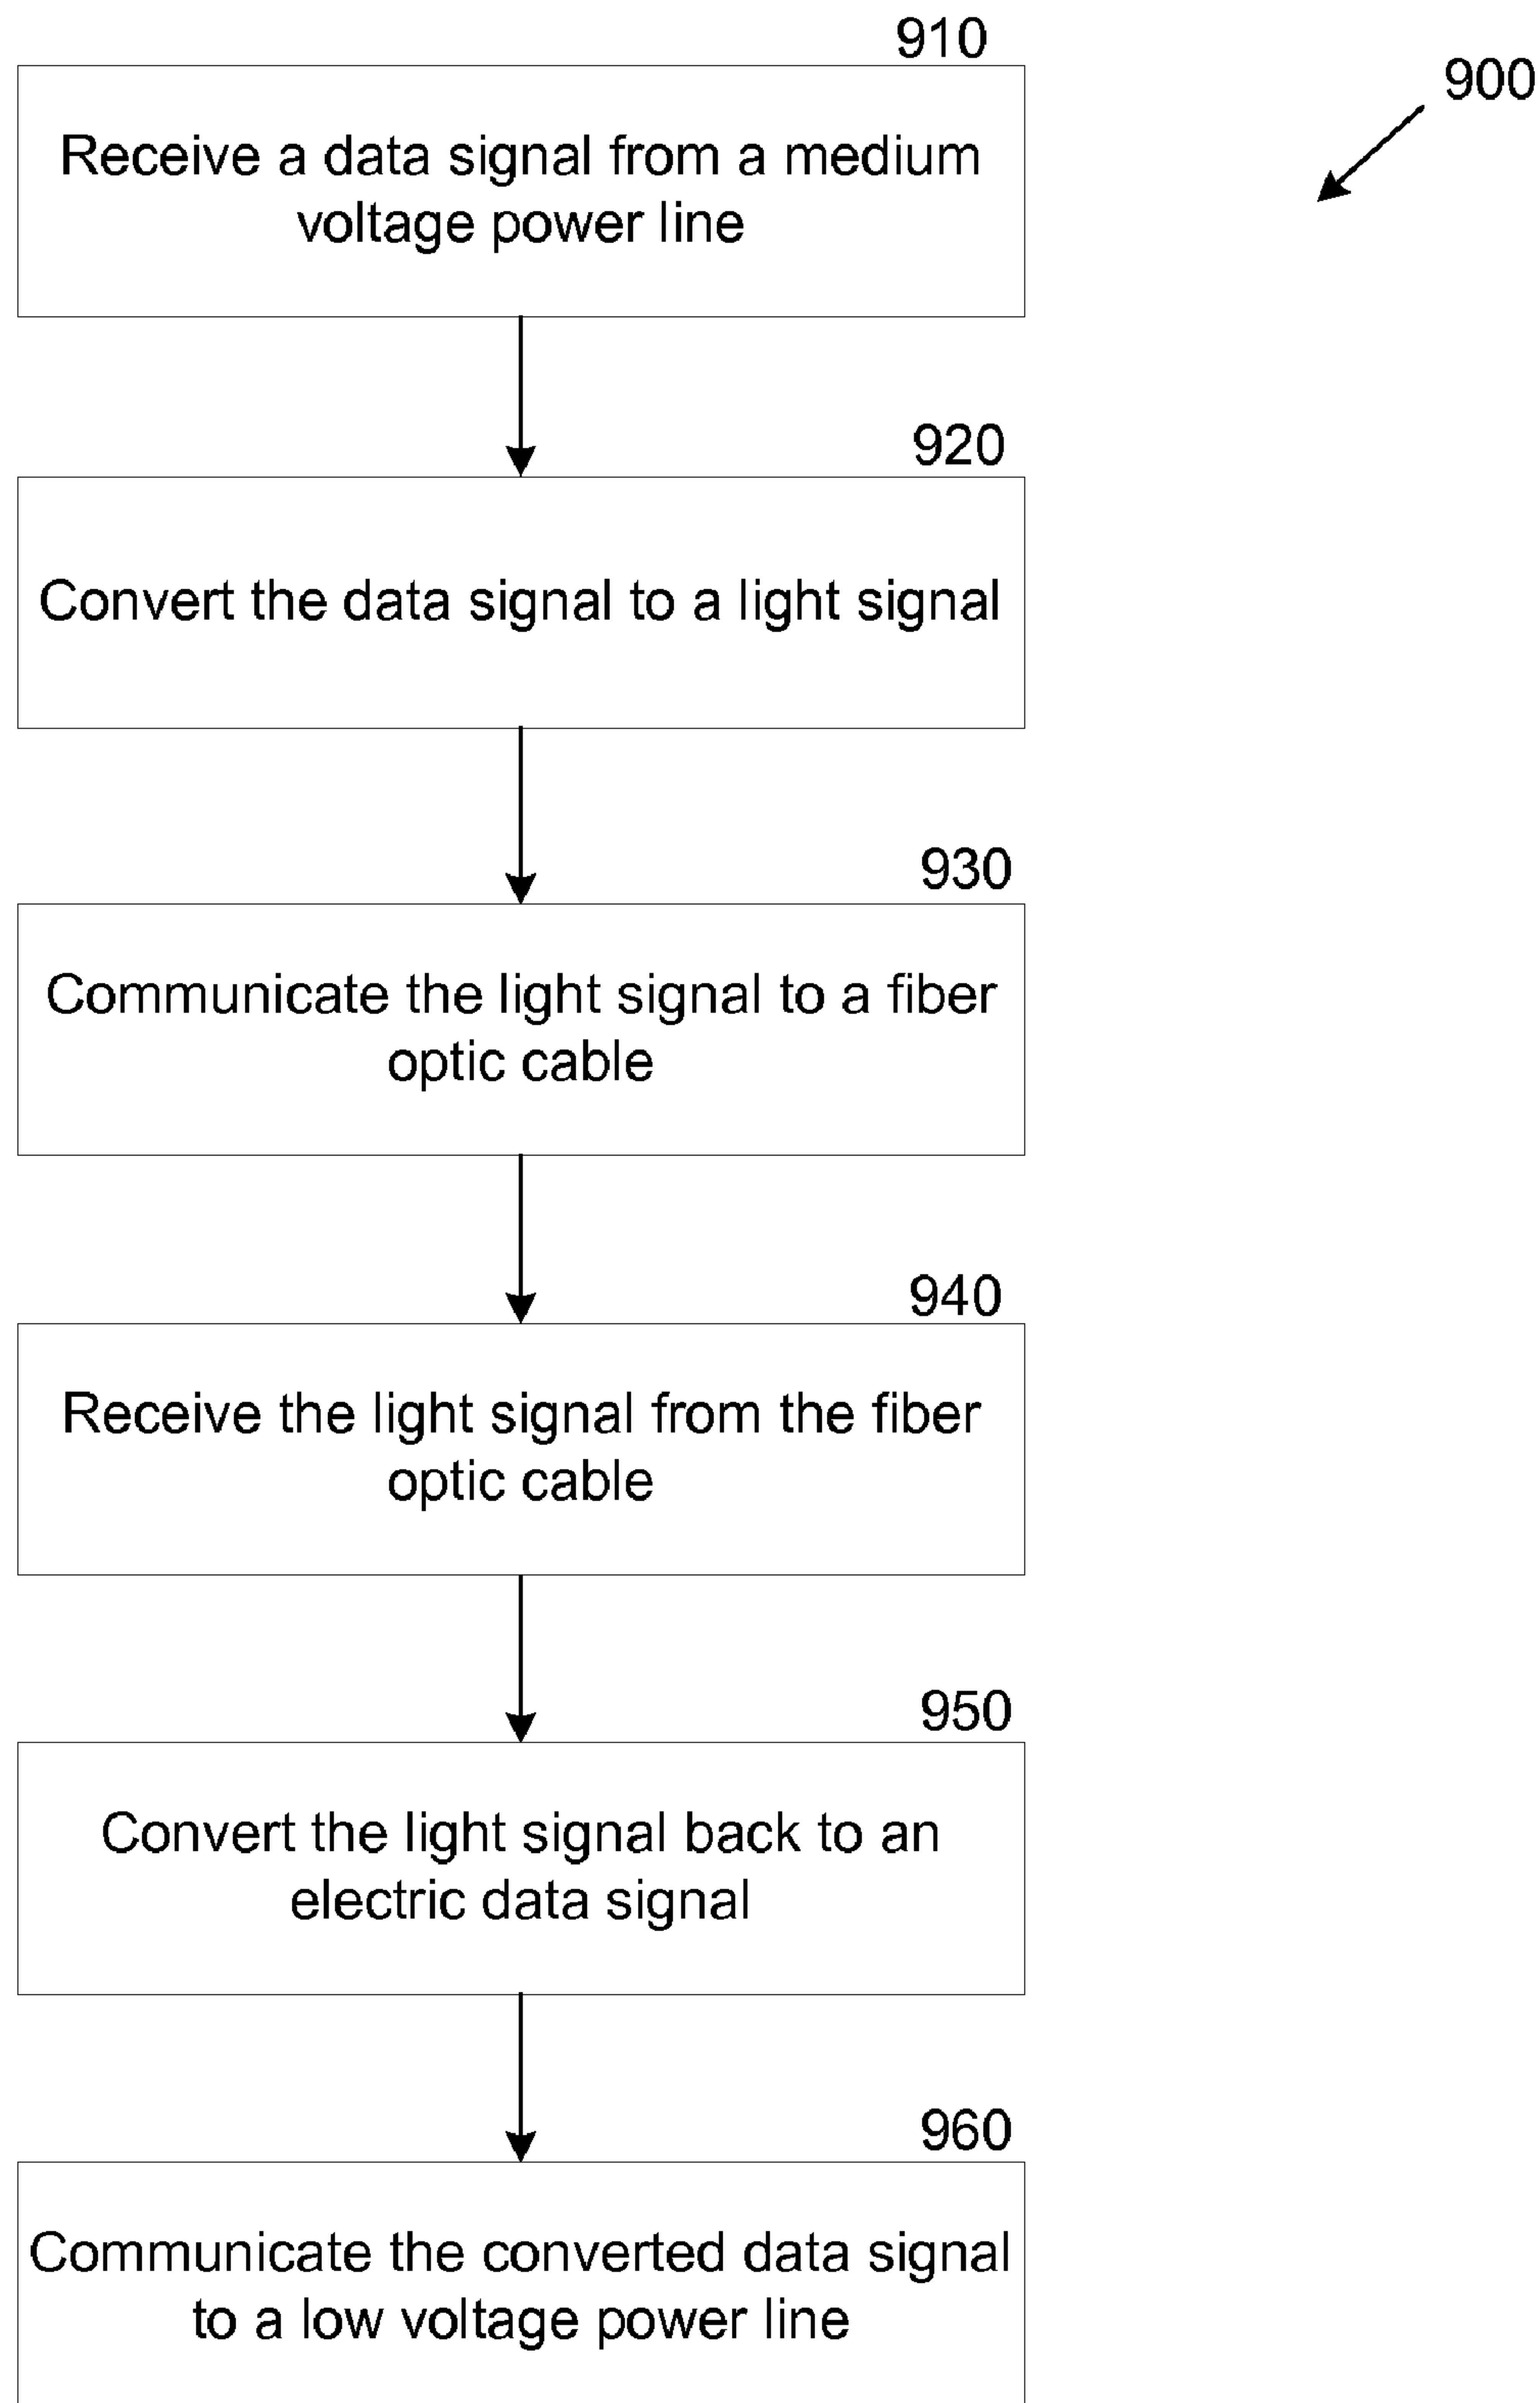 910
900
Receive a data signal from a medium
voltage power line
920
Convert the data signal to a light signal
930
Communicate the light signal to a fiber
optic cable
940
Receive the light signal from the fiber
optic cable
950
Convert the light signal back to an
electric data signal
960
Communicate the converted data signal
to a low voltage power line